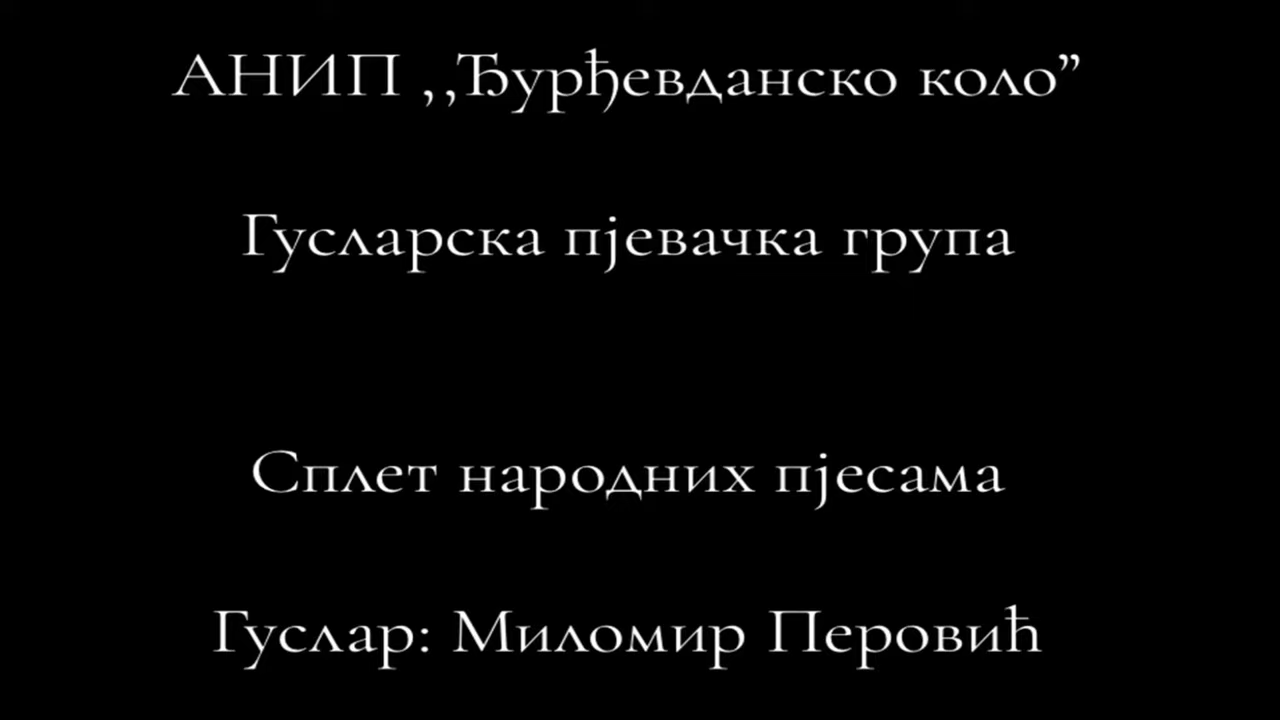 АНИП ,,Ђурђевданско коло”
Гусларска пјевачка група
Сплет народних пјесама
Гуслар: Миломир Перовић